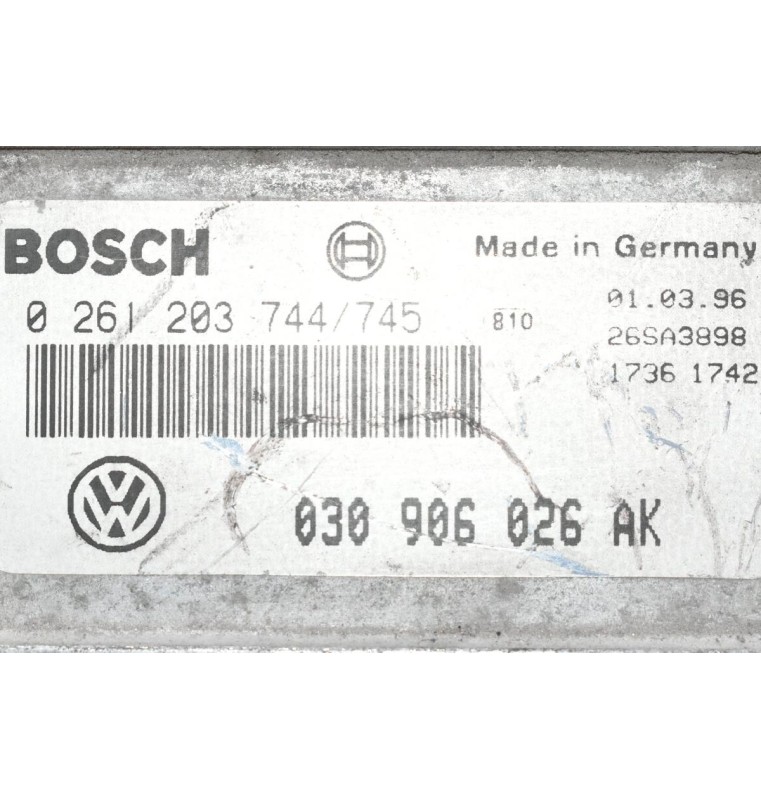 BOSCH
Made in Germany
0 261 203 744/745
810
01.03.96
26SA3898
1736 1742
030 906 026 AK